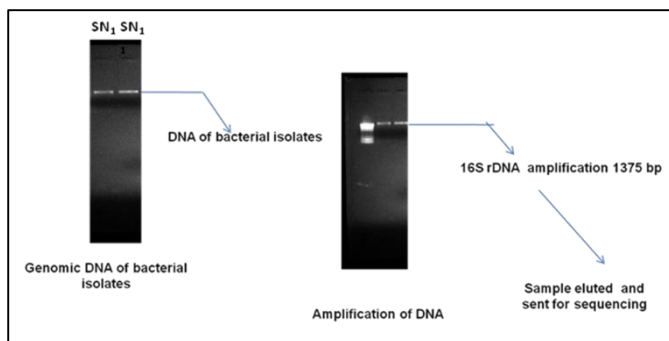 SN1 SN1
1
DNA of bacterial isolates
16S rDNA amplification 1375 bp
Genomic DNA of bacterial
isolates
Sample eluted and
sent for sequencing
Amplification of DNA